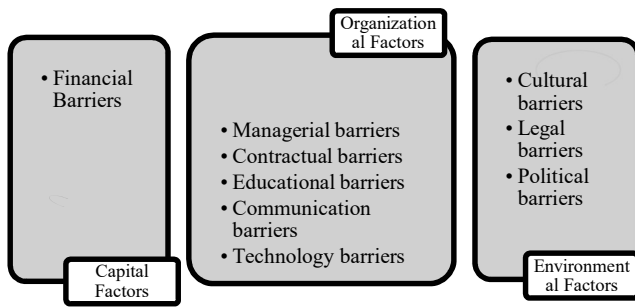 • Financial
Barriers
Capital
Factors
Organization
al Factors
• Managerial barriers
• Contractual barriers
• Educational barriers
• Communication
barriers
• Technology barriers
• Cultural
barriers
• Legal
barriers
• Political
barriers
Environment
al Factors